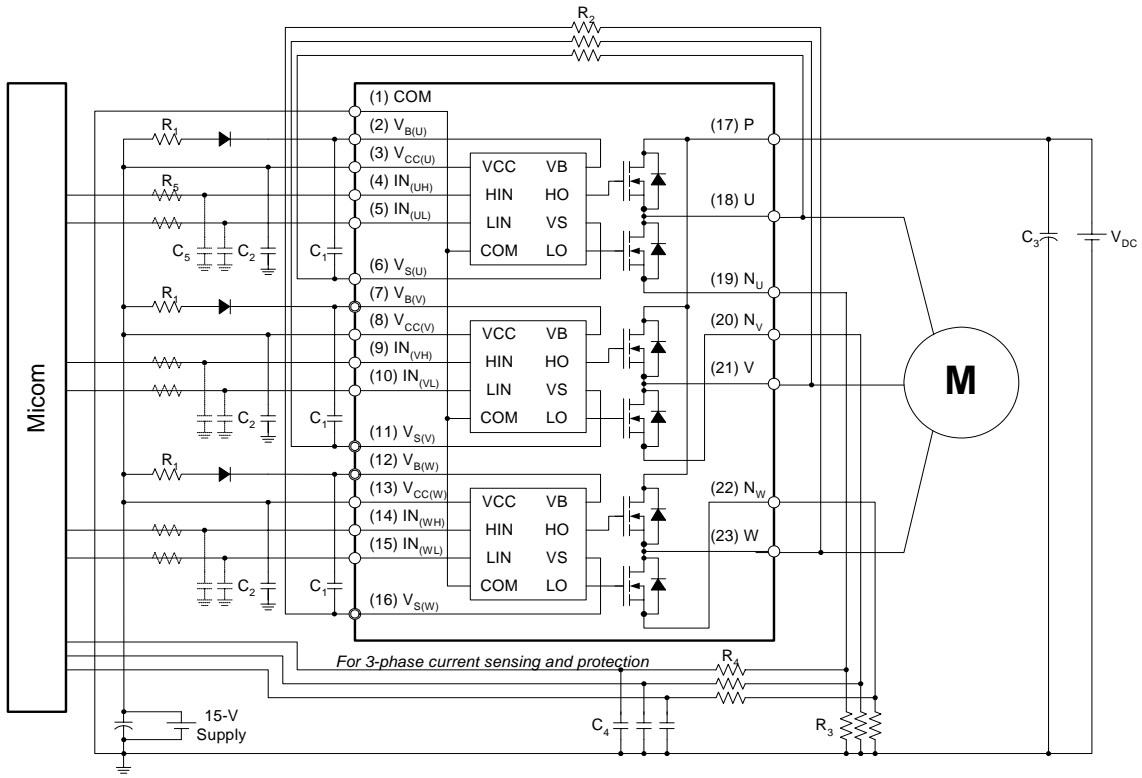 R2
(1) COM
(2) VB(U)
(3) VCC(U)
(4) IN(UH)
(5) IN(UL)
(6) VS(U)
(7) VB(V)
(8) VCC(V)
(9) IN(VH)
(10) IN(VL)
(11) VS(V)
(12) VB(W)
(13) VCC(W)
(14) IN(WH)
(15) IN(WL)
(16) VS(W)
VCC VB
HIN HO
LIN VS
COM LO
VCC VB
HIN HO
LIN VS
COM LO
VCC VB
HIN HO
LIN VS
COM LO
(17) P
(18) U
(19) NU
(20) NV
(21) V
(22) NW
(23) W
R1
R5
C5 C2 C1
R1
C2 C1
R1
C2 C1
Micom
M
C3
VDC
For 3-phase current sensing and protection
R4
C4
R3
15-V
Supply